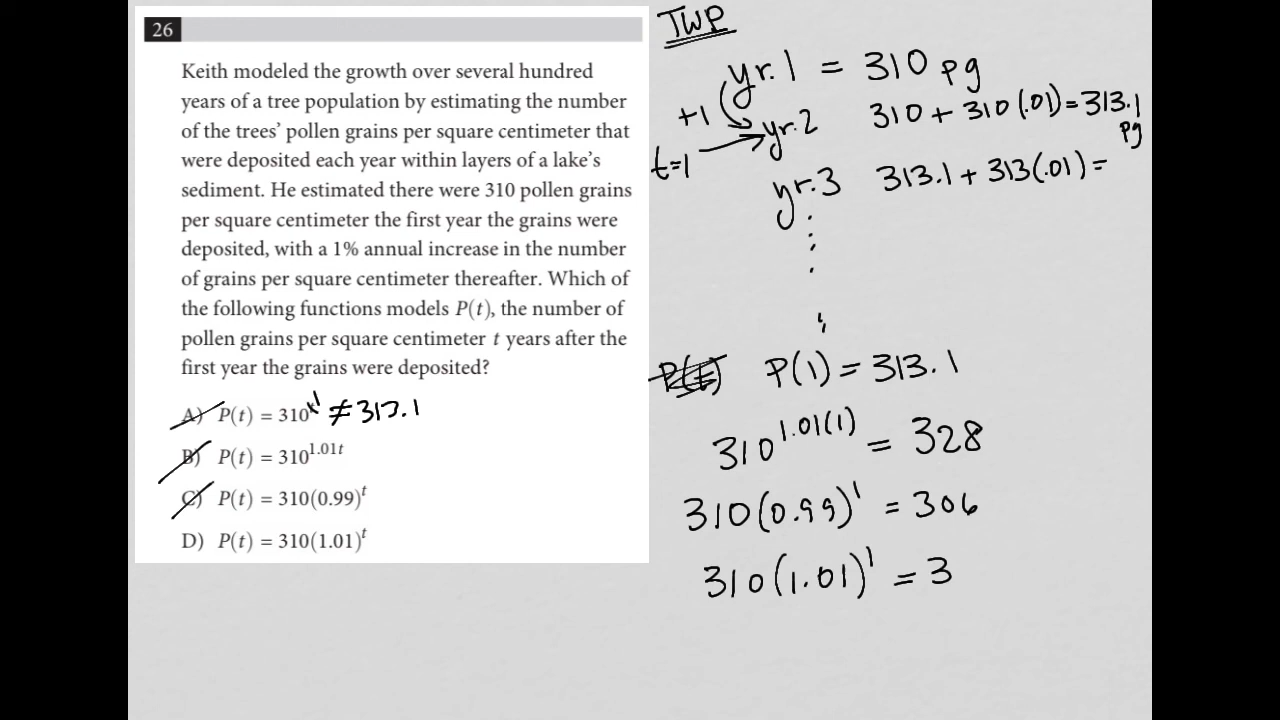 26
Keith modeled the growth over several hundred
years of a tree population by estimating the number
of the trees' pollen grains per square centimeter that
were deposited each year within layers of a lake's
sediment. He estimated there were 310 pollen grains
per square centimeter the first year the grains were
deposited, with a 1% annual increase in the number
of grains per square centimeter thereafter. Which of
the following functions models P(t), the number of
pollen grains per square centimeter t years after the
first year the grains were deposited?
A) P(t) = 310^t 1 ≠ 313.1
B) P(t) = 310^1.01t
C) P(t) = 310(0.99)^t
D) P(t) = 310(1.01)^t
TWP
yr. 1 = 310 pg
+1
yr. 2 310 + 310(.01) = 313.1
pg
t=1
yr. 3 313.1 + 313(.01) =
P(t) P(1) = 313.1
310^1.01(1) = 328
310(0.99)^1 = 306
310(1.01)^1 = 3